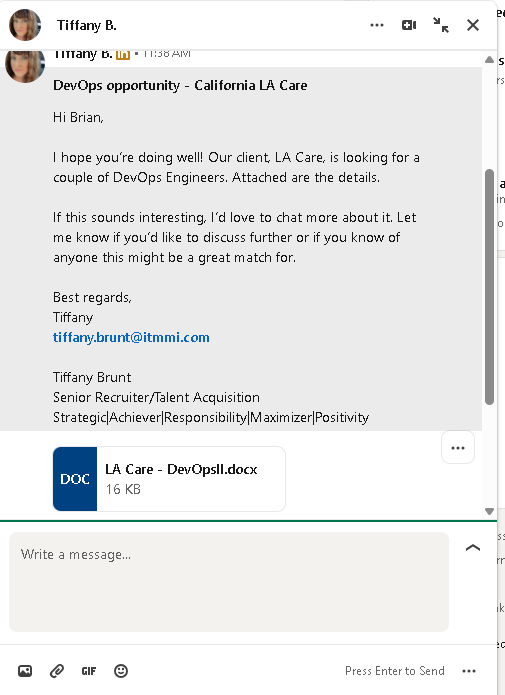 Tiffany B.
Tiffany B. in • 11:38 AM
DevOps opportunity - California LA Care
Hi Brian,
I hope you're doing well! Our client, LA Care, is looking for a
couple of DevOps Engineers. Attached are the details.
If this sounds interesting, I'd love to chat more about it. Let
me know if you'd like to discuss further or if you know of
anyone this might be a great match for.
Best regards,
Tiffany
tiffany.brunt@itmmi.com
Tiffany Brunt
Senior Recruiter/Talent Acquisition
Strategic|Achiever|Responsibility|Maximizer|Positivity
DOC
LA Care - DevOpsII.docx
16 KB
Write a message...
GIF
Press Enter to Send